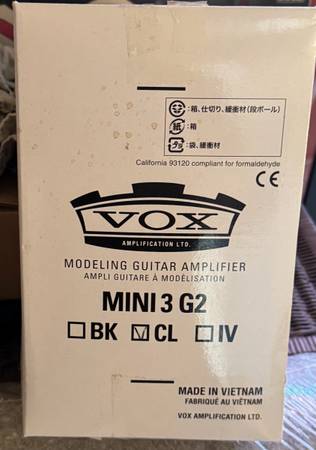 :箱、仕切り、緩衝材(段ボール)
紙 :箱
プラ :袋、緩衝材
California 93120 compliant for formaldehyde
CE
VOX
AMPLIFICATION LTD.
MODELING GUITAR AMPLIFIER
AMPLI GUITARE À MODÉLISATION
MINI 3 G2
☐BK ☑CL ☐IV
MADE IN VIETNAM
FABRIQUÉ AU VIÊTNAM
VOX AMPLIFICATION LTD.